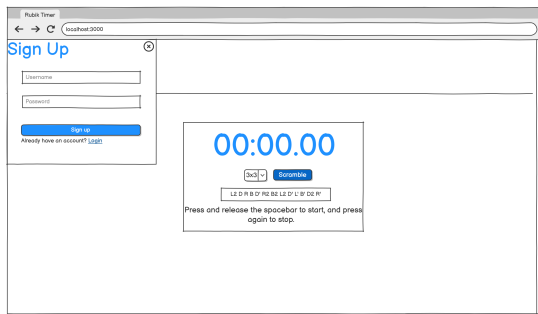 Rubik Timer
localhost:3000
Sign Up
Username
Password
Sign up
Already have an account? Login
00:00.00
3x3
Scramble
L2 D R B D' R2 B2 L2 D' L' B' D2 R'
Press and release the spacebar to start, and press
again to stop.